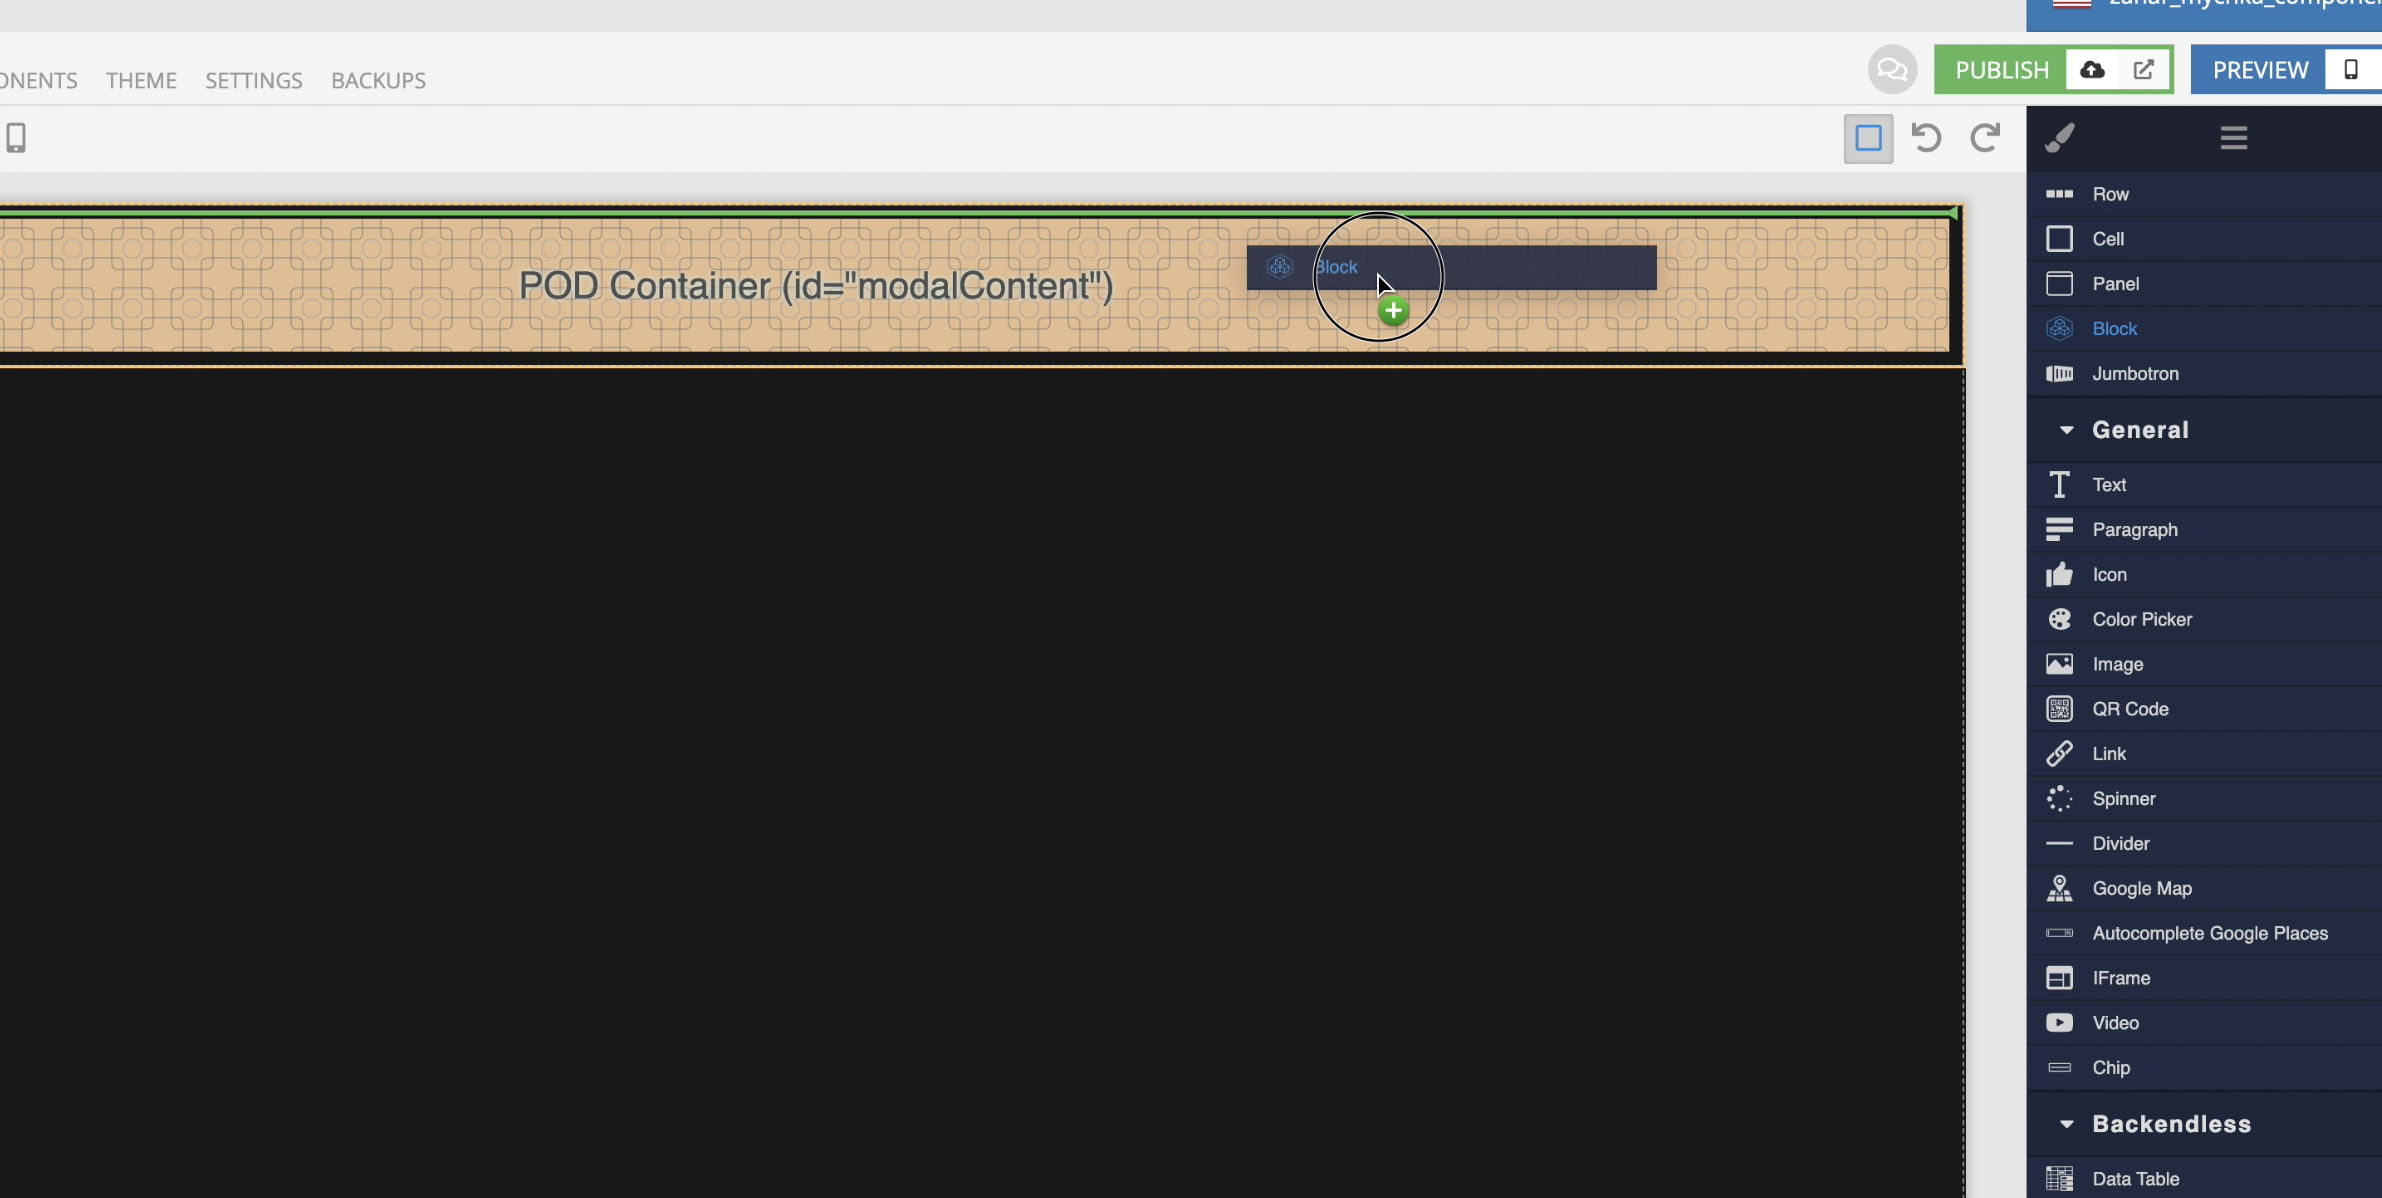 THEME SETTINGS BACKUPS
PUBLISH
PREVIEW
POD Container (id="modalContent")
Block
Row
Cell
Panel
Block
Jumbotron
General
Text
Paragraph
Icon
Color Picker
Image
QR Code
Link
Spinner
Divider
Google Map
Autocomplete Google Places
IFrame
Video
Chip
Backendless
Data Table